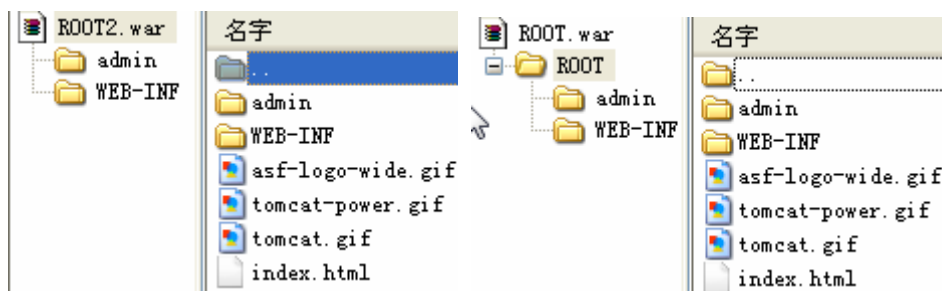 ROOT2.war
admin
WEB-INF
名字
..
admin
WEB-INF
asf-logo-wide.gif
tomcat-power.gif
tomcat.gif
index.html
ROOT.war
ROOT
admin
WEB-INF
名字
..
admin
WEB-INF
asf-logo-wide.gif
tomcat-power.gif
tomcat.gif
index.html